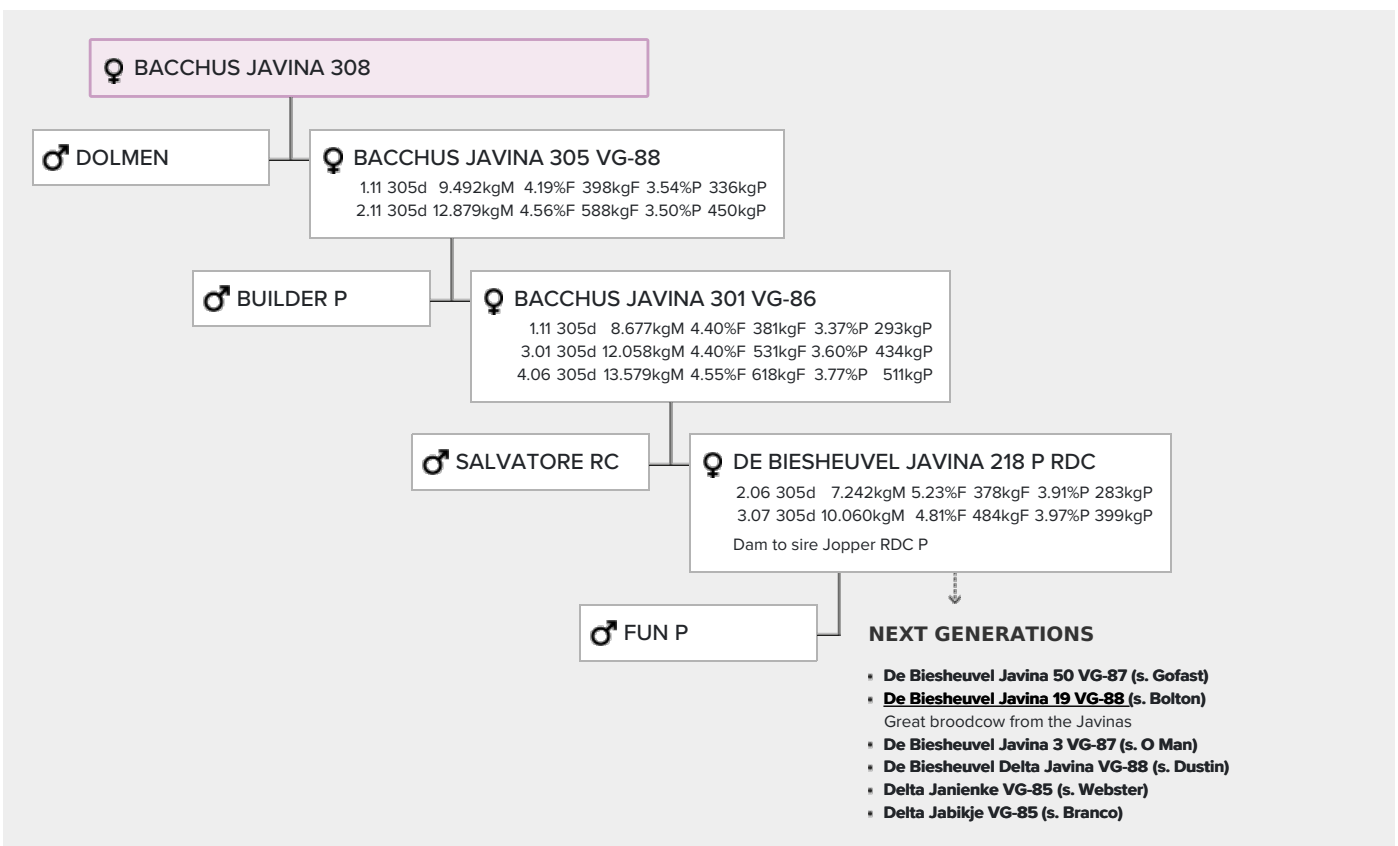 BACCHUS JAVINA 308
DOLMEN
BACCHUS JAVINA 305 VG-88
1.11 305d 9.492kgM 4.19%F 398kgF 3.54%P 336kgP
2.11 305d 12.879kgM 4.56%F 588kgF 3.50%P 450kgP
BUILDER P
BACCHUS JAVINA 301 VG-86
1.11 305d 8.677kgM 4.40%F 381kgF 3.37%P 293kgP
3.01 305d 12.058kgM 4.40%F 531kgF 3.60%P 434kgP
4.06 305d 13.579kgM 4.55%F 618kgF 3.77%P 511kgP
SALVATORE RC
DE BIESHEUVEL JAVINA 218 P RDC
2.06 305d 7.242kgM 5.23%F 378kgF 3.91%P 283kgP
3.07 305d 10.060kgM 4.81%F 484kgF 3.97%P 399kgP
Dam to sire Jopper RDC P
FUN P
NEXT GENERATIONS
De Biesheuvel Javina 50 VG-87 (s. Gofast)
De Biesheuvel Javina 19 VG-88 (s. Bolton)
Great broodcow from the Javinas
De Biesheuvel Javina 3 VG-87 (s. O Man)
De Biesheuvel Delta Javina VG-88 (s. Dustin)
Delta Janienke VG-85 (s. Webster)
Delta Jabikje VG-85 (s. Branco)